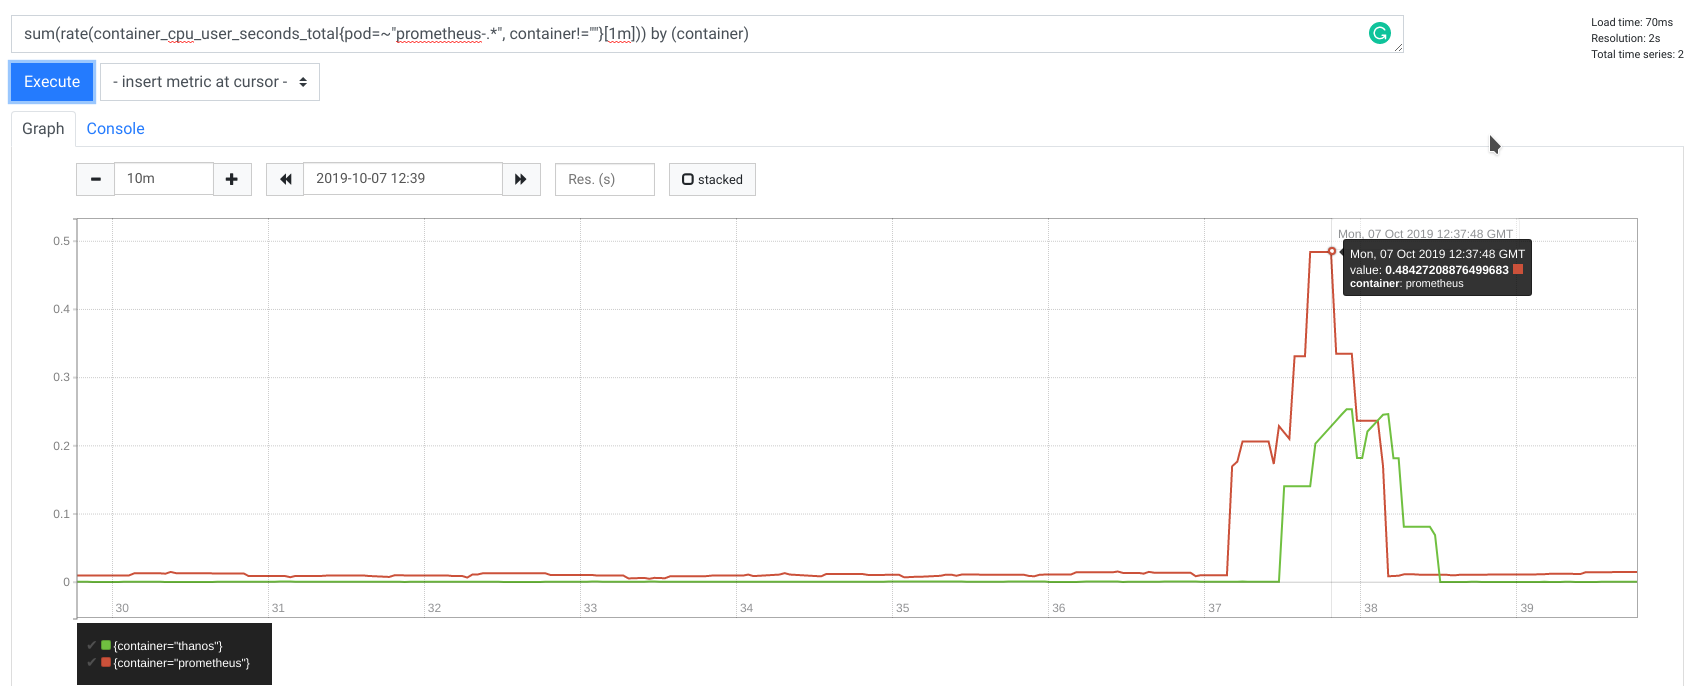 sum(rate(container_cpu_user_seconds_total{pod=~"prometheus-.*", container!=""}[1m])) by (container)
Load time: 70ms
Resolution: 2s
Total time series: 2
Execute
- insert metric at cursor -
Graph
Console
10m
2019-10-07 12:39
Res. (s)
stacked
0.5
0.4
0.3
0.2
0.1
0
Mon, 07 Oct 2019 12:37:48 GMT
Mon, 07 Oct 2019 12:37:48 GMT
value: 0.48427208876499683
container: prometheus
30 31 32 33 34 35 36 37 38 39
✔ {container="thanos"}
✔ {container="prometheus"}